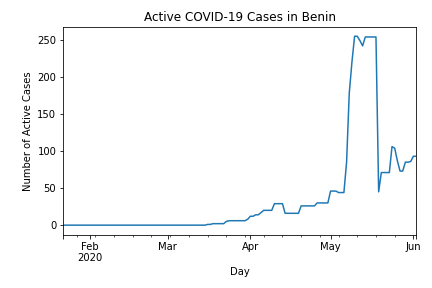 Active COVID-19 Cases in Benin
Number of Active Cases
250
200
150
100
50
0
Feb
2020
Mar
Apr
May
Jun
Day